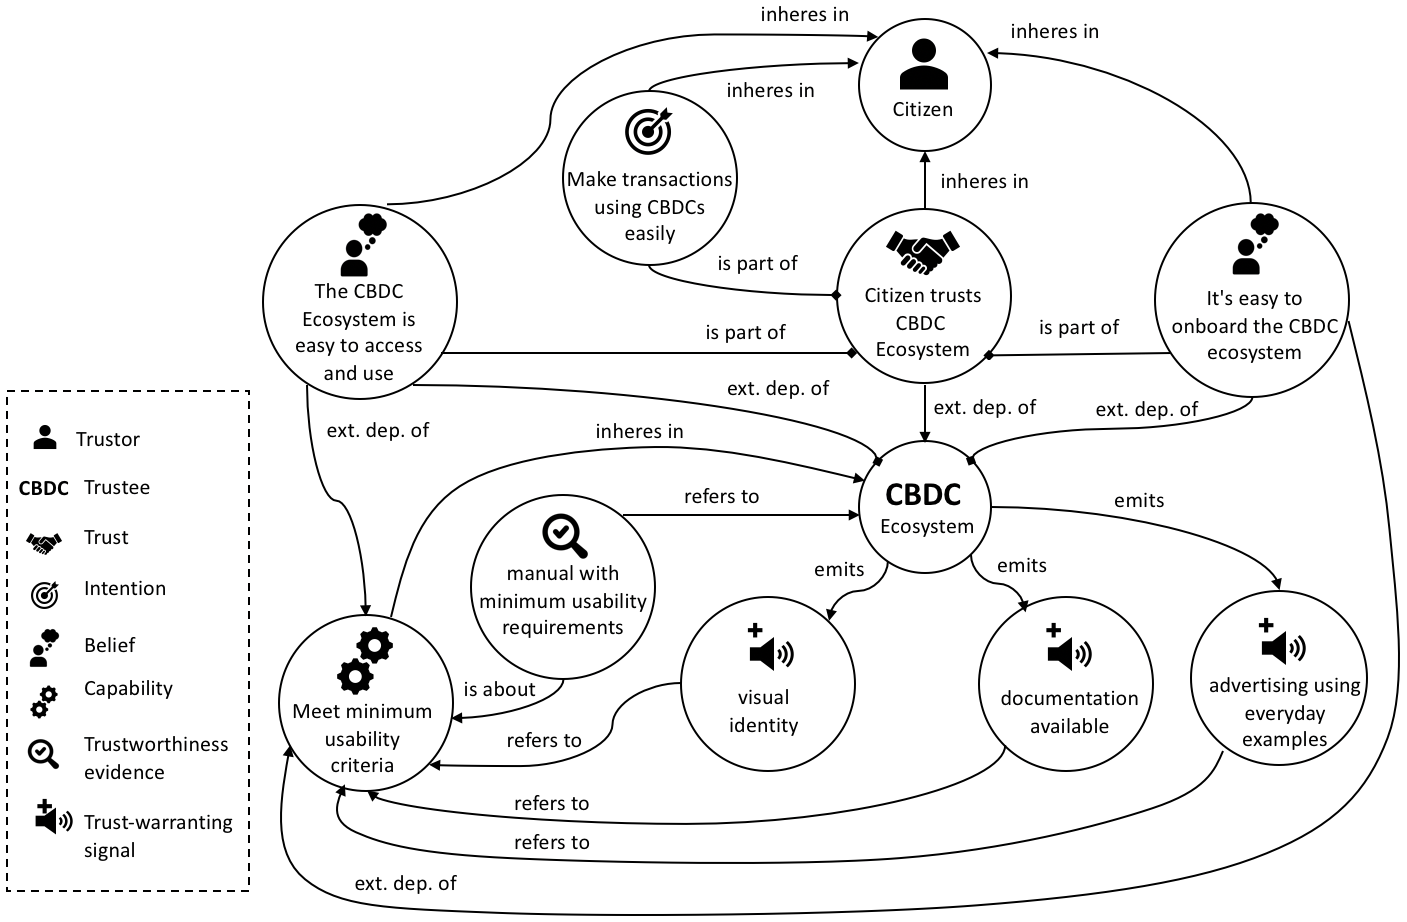 inheres in
inheres in
Citizen
inheres in
inheres in
Make transactions
using CBDCs
easily
is part of
The CBDC
Ecosystem is
easy to access
and use
Citizen trusts
CBDC
Ecosystem
It's easy to
onboard the CBDC
ecosystem
is part of
is part of
ext. dep. of
ext. dep. of
ext. dep. of
ext. dep. of
inheres in
refers to
CBDC
Ecosystem
emits
emits
emits
manual with
minimum usability
requirements
is about
Meet minimum
usability
criteria
visual
identity
documentation
available
advertising using
everyday
examples
refers to
refers to
refers to
ext. dep. of
Trustor
CBDC Trustee
Trust
Intention
Belief
Capability
Trustworthiness
evidence
Trust-warranting
signal